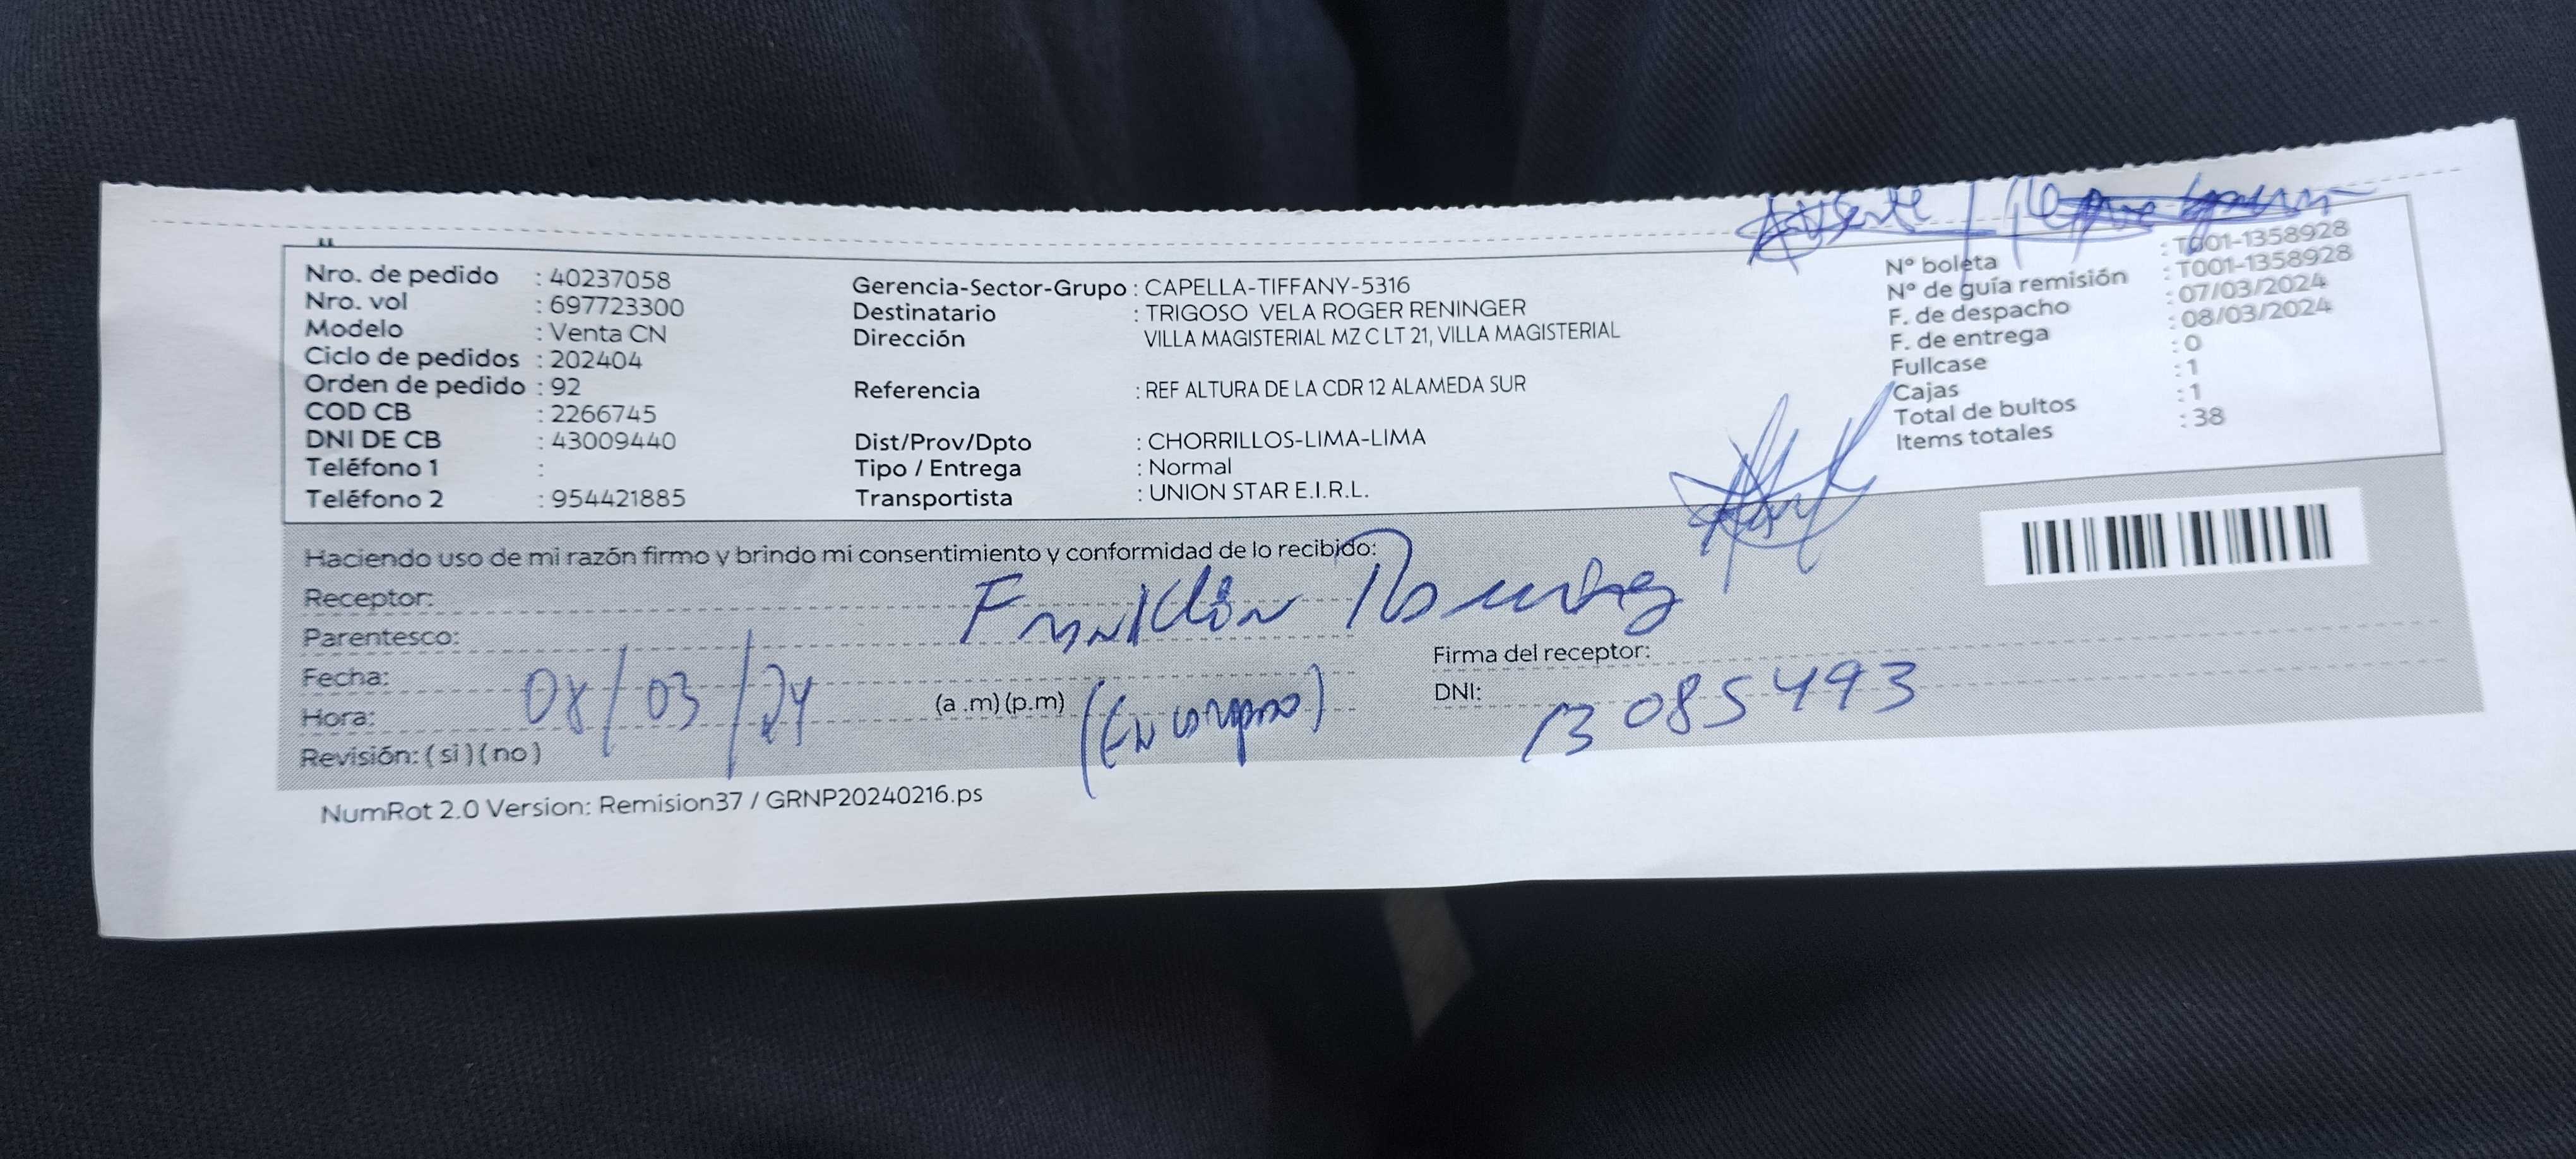 Nro. de pedido : 40237058
Nro. vol : 697723300
Modelo : Venta CN
Ciclo de pedidos : 202404
Orden de pedido : 92
COD CB : 2266745
DNI DE CB : 43009440
Teléfono 1 :
Teléfono 2 : 954421885
Gerencia-Sector-Grupo : CAPELLA-TIFFANY-5316
Destinatario : TRIGOSO VELA ROGER RENINGER
Dirección VILLA MAGISTERIAL MZ C LT 21, VILLA MAGISTERIAL
Referencia : REF ALTURA DE LA CDR 12 ALAMEDA SUR
Dist/Prov/Dpto : CHORRILLOS-LIMA-LIMA
Tipo / Entrega : Normal
Transportista : UNION STAR E.I.R.L.
N° boleta : T001-1358928
N° de guía remisión : T001-1358928
F. de despacho : 07/03/2024
F. de entrega : 08/03/2024
Fullcase : 0
Cajas : 1
Total de bultos : 1
Items totales : 38
Haciendo uso de mi razón firmo y brindo mi consentimiento y conformidad de lo recibido:
Receptor: Franklin
Parentesco:
Fecha: 08/03/24
Hora: (a .m) (p.m)
Revisión: ( si ) ( no )
Firma del receptor:
DNI: 13085493
NumRot 2.0 Version: Remision37 / GRNP20240216.ps